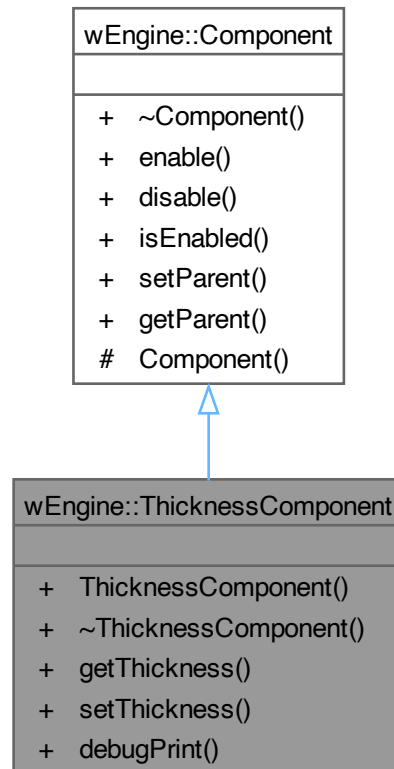 wEngine::Component
+ ~Component()
+ enable()
+ disable()
+ isEnabled()
+ setParent()
+ getParent()
# Component()
wEngine::ThicknessComponent
+ ThicknessComponent()
+ ~ThicknessComponent()
+ getThickness()
+ setThickness()
+ debugPrint()